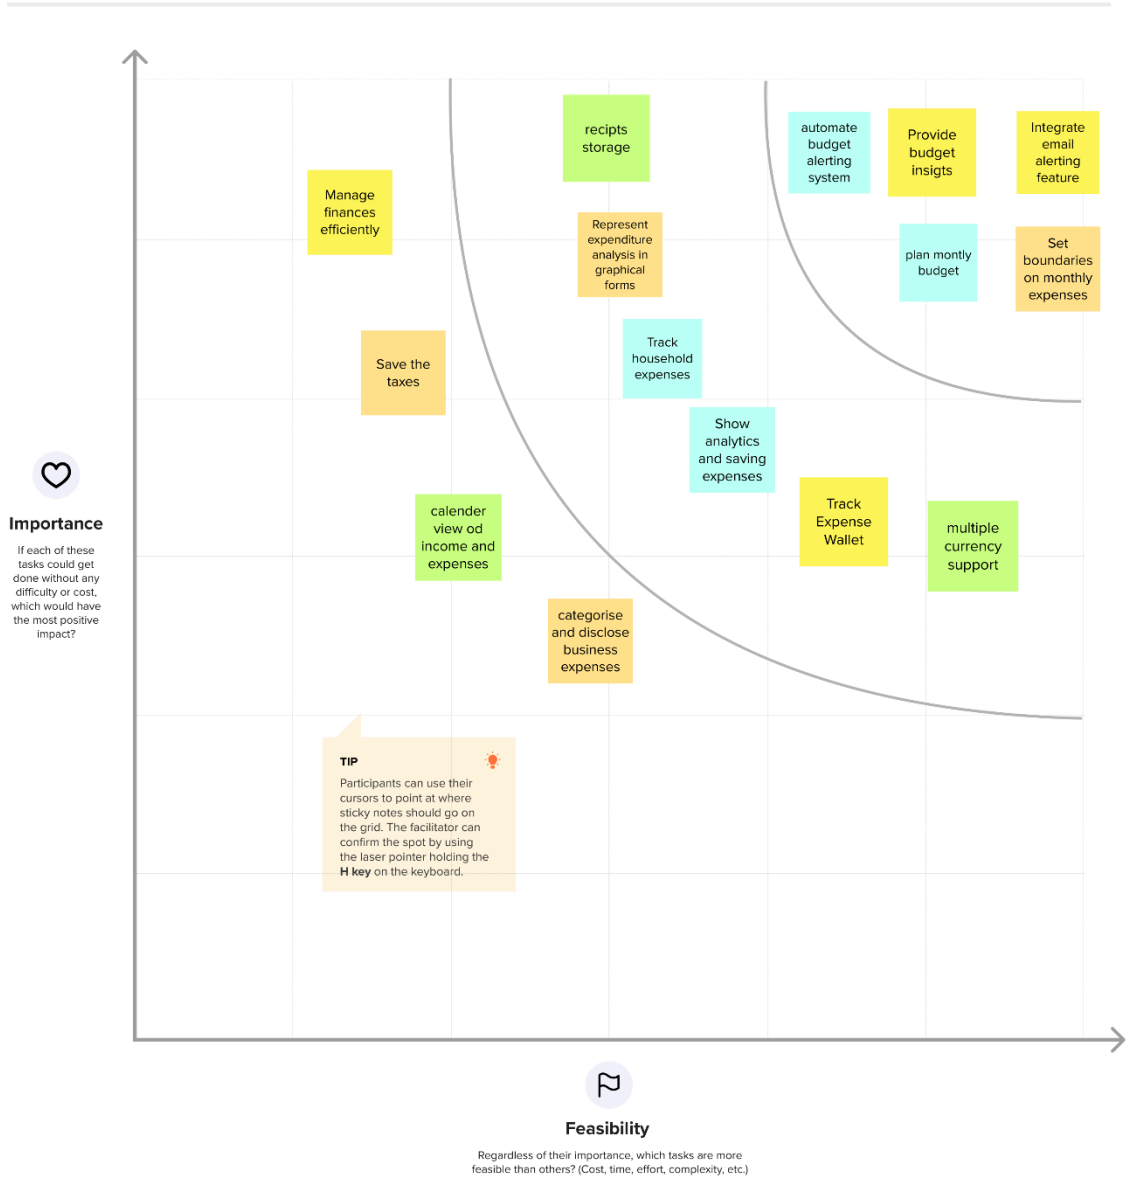 recipts
storage
automate
budget
alerting
system
Provide
budget
insigts
Integrate
email
alerting
feature
Manage
finances
efficiently
Represent
expenditure
analysis in
graphical
forms
plan montly
budget
Set
boundaries
on monthly
expenses
Track
household
expenses
Save the
taxes
Show
analytics
and saving
expenses
Track
Expense
Wallet
multiple
currency
support
calender
view od
income and
expenses
categorise
and disclose
business
expenses
Importance
If each of these
tasks could get
done without any
difficulty or cost,
which would have
the most positive
impact?
TIP
Participants can use their
cursors to point at where
sticky notes should go on
the grid. The facilitator can
confirm the spot by using
the laser pointer holding the
H key on the keyboard.
Feasibility
Regardless of their importance, which tasks are more
feasible than others? (Cost, time, effort, complexity, etc.)